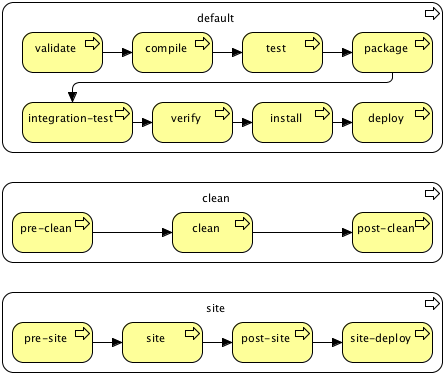 default
validate compile test package
integration-test verify install deploy
clean
pre-clean clean post-clean
site
pre-site site post-site site-deploy